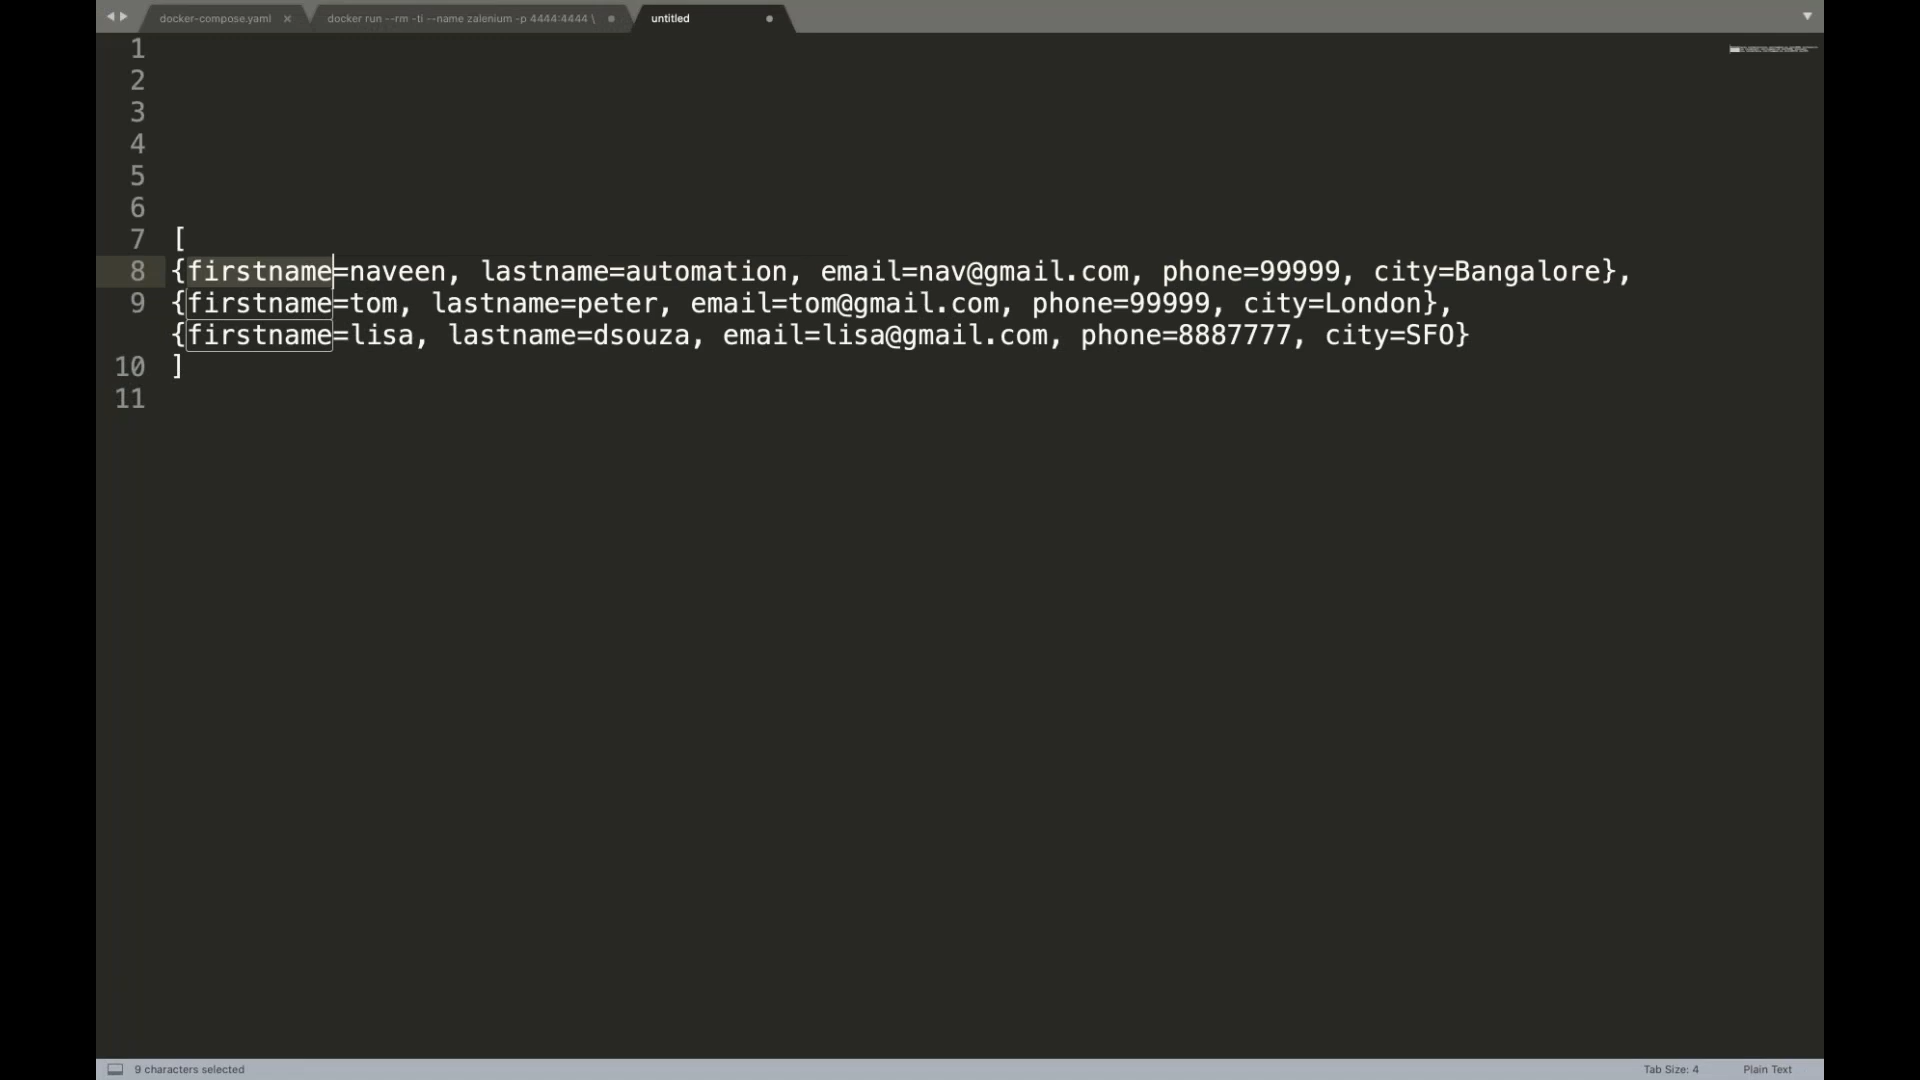 docker-compose.yaml × docker run --rm -ti --name zalenium -p 4444:4444 \ untitled
1
2
3
4
5
6
7 [
8 {firstname=naveen, lastname=automation, email=nav@gmail.com, phone=99999, city=Bangalore},
9 {firstname=tom, lastname=peter, email=tom@gmail.com, phone=99999, city=London},
{firstname=lisa, lastname=dsouza, email=lisa@gmail.com, phone=8887777, city=SFO}
10 ]
11
9 characters selected Tab Size: 4 Plain Text